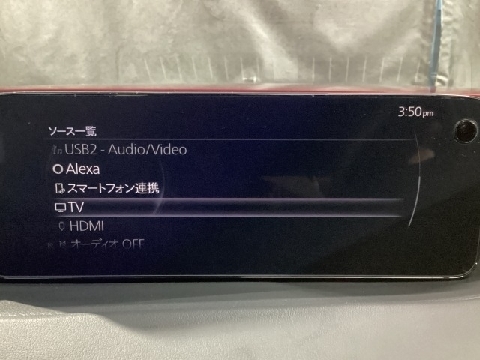 3:50pm
ソース一覧
USB2 - Audio/Video
Alexa
スマートフォン連携
TV
HDMI
オーディオ OFF